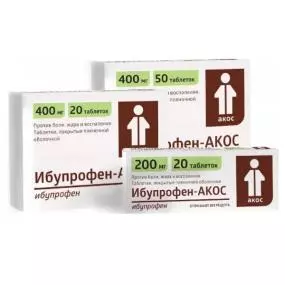 400 мг 50 таблеток
акос
400 мг 20 таблеток
Против боли, жара и воспаления
Таблетки, покрытые пленочной
оболочкой
Ибупрофен-АКОС
ибупрофен
200 мг 20 таблеток
Против боли, жара и воспаления
Таблетки, покрытые пленочной оболочкой
Ибупрофен-АКОС
ибупрофен
акос